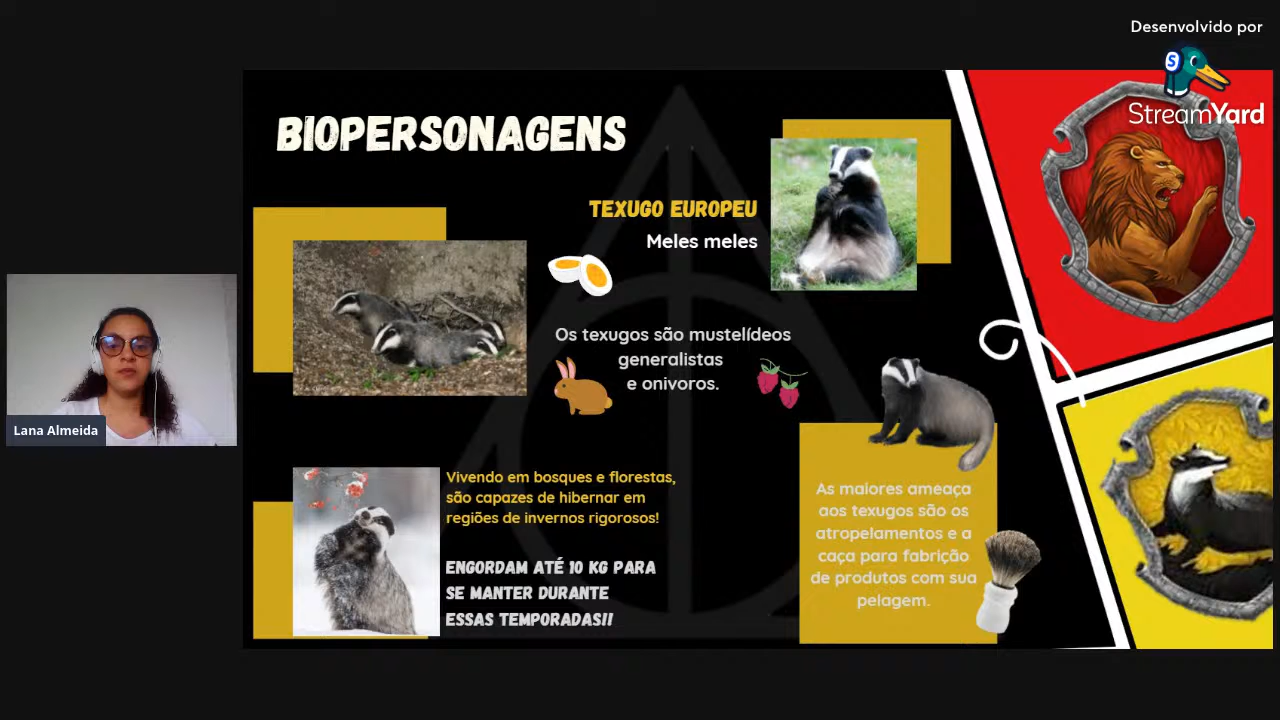 Desenvolvido por
StreamYard
BIOPERSONAGENS
TEXUGO EUROPEU
Meles meles
Os texugos são mustelídeos
generalistas
e onivoros.
Lana Almeida
Vivendo em bosques e florestas,
são capazes de hibernar em
regiões de invernos rigorosos!
ENGORDAM ATÉ 10 KG PARA
SE MANTER DURANTE
ESSAS TEMPORADAS!!
As maiores ameaça
aos texugos são os
atropelamentos e a
caça para fabrição
de produtos com sua
pelagem.